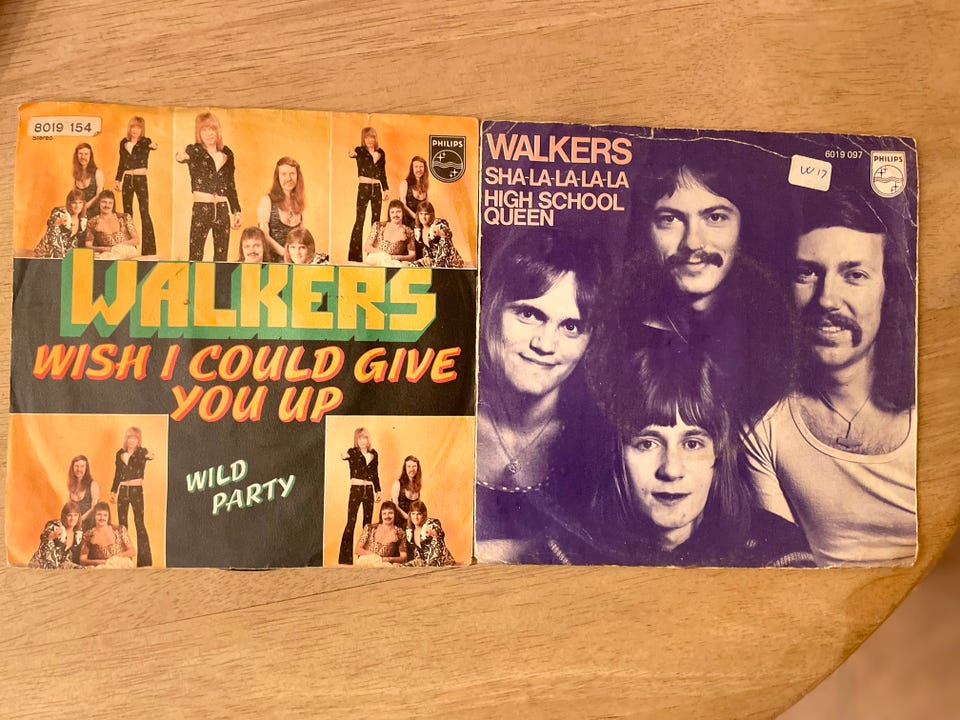 8019 154
Stereo
PHILIPS
WALKERS
WISH I COULD GIVE
YOU UP
WILD
PARTY
WALKERS
SHA-LA-LA-LA-LA
HIGH SCHOOL
QUEEN
W 17
6019 097
PHILIPS